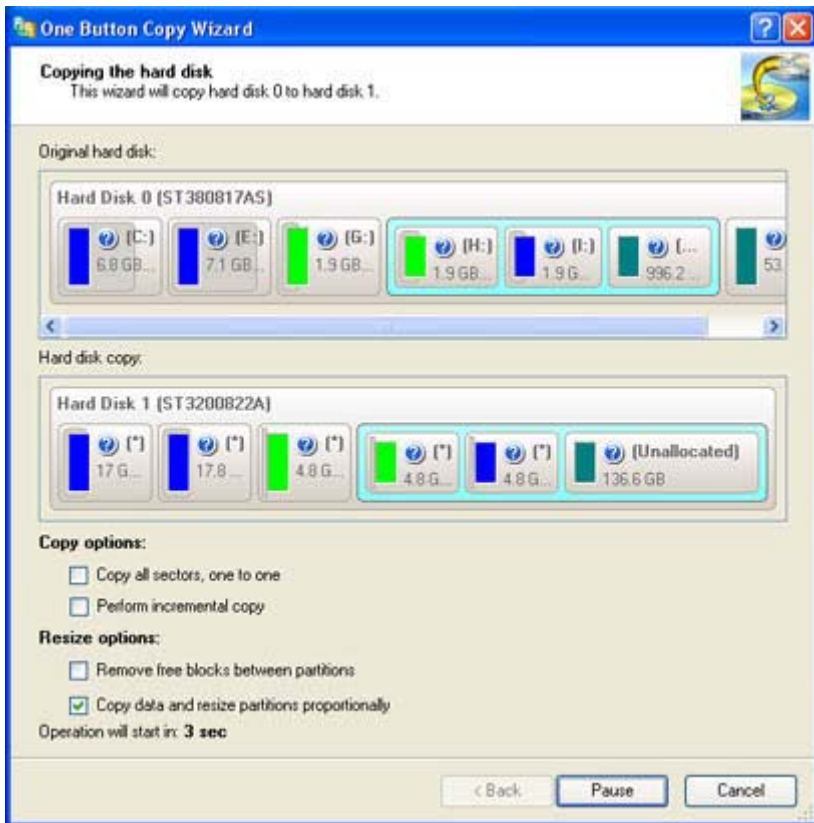 One Button Copy Wizard
Copying the hard disk
This wizard will copy hard disk 0 to hard disk 1.
Original hard disk:
Hard Disk 0 (ST380817AS)
(C:) (E:) (G:) (H:) (I:) (...
6.8 GB... 7.1 GB... 1.9 GB... 1.9 GB... 1.9 G... 996.2 ... 53.
Hard disk copy:
Hard Disk 1 (ST3200822A)
(*) (*) (*) (*) (*) (Unallocated)
17 G... 17.8 ... 4.8 G... 4.8 G... 4.8 G... 136.6 GB
Copy options:
Copy all sectors, one to one
Perform incremental copy
Resize options:
Remove free blocks between partitions
Copy data and resize partitions proportionally
Operation will start in: 3 sec
< Back Pause Cancel